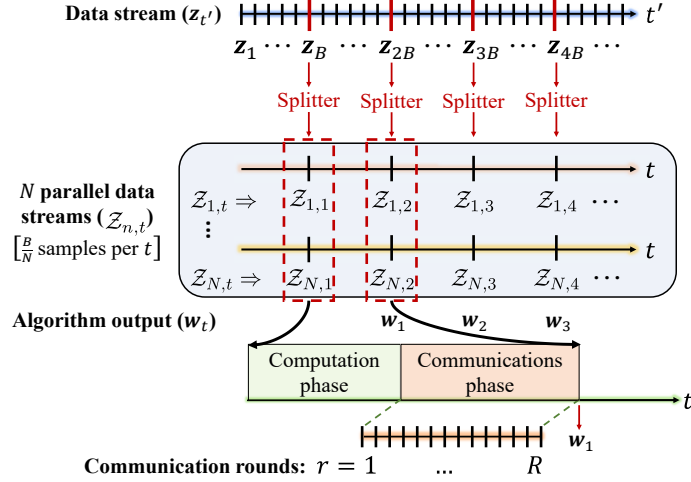 Data stream (𝒛_{t′}) t′
𝒛_1 ⋯ 𝒛_B ⋯ 𝒛_{2B} ⋯ 𝒛_{3B} ⋯ 𝒛_{4B} ⋯
Splitter Splitter Splitter Splitter
t
N parallel data streams (𝒵_{n,t})
[B/N samples per t]
𝒵_{1,t} ⇒ 𝒵_{1,1} 𝒵_{1,2} 𝒵_{1,3} 𝒵_{1,4} ⋯
⋮
t
𝒵_{N,t} ⇒ 𝒵_{N,1} 𝒵_{N,2} 𝒵_{N,3} 𝒵_{N,4} ⋯
Algorithm output (𝒘_t) 𝒘_1 𝒘_2 𝒘_3
Computation phase
Communications phase
t
𝒘_1
Communication rounds: r = 1 … R